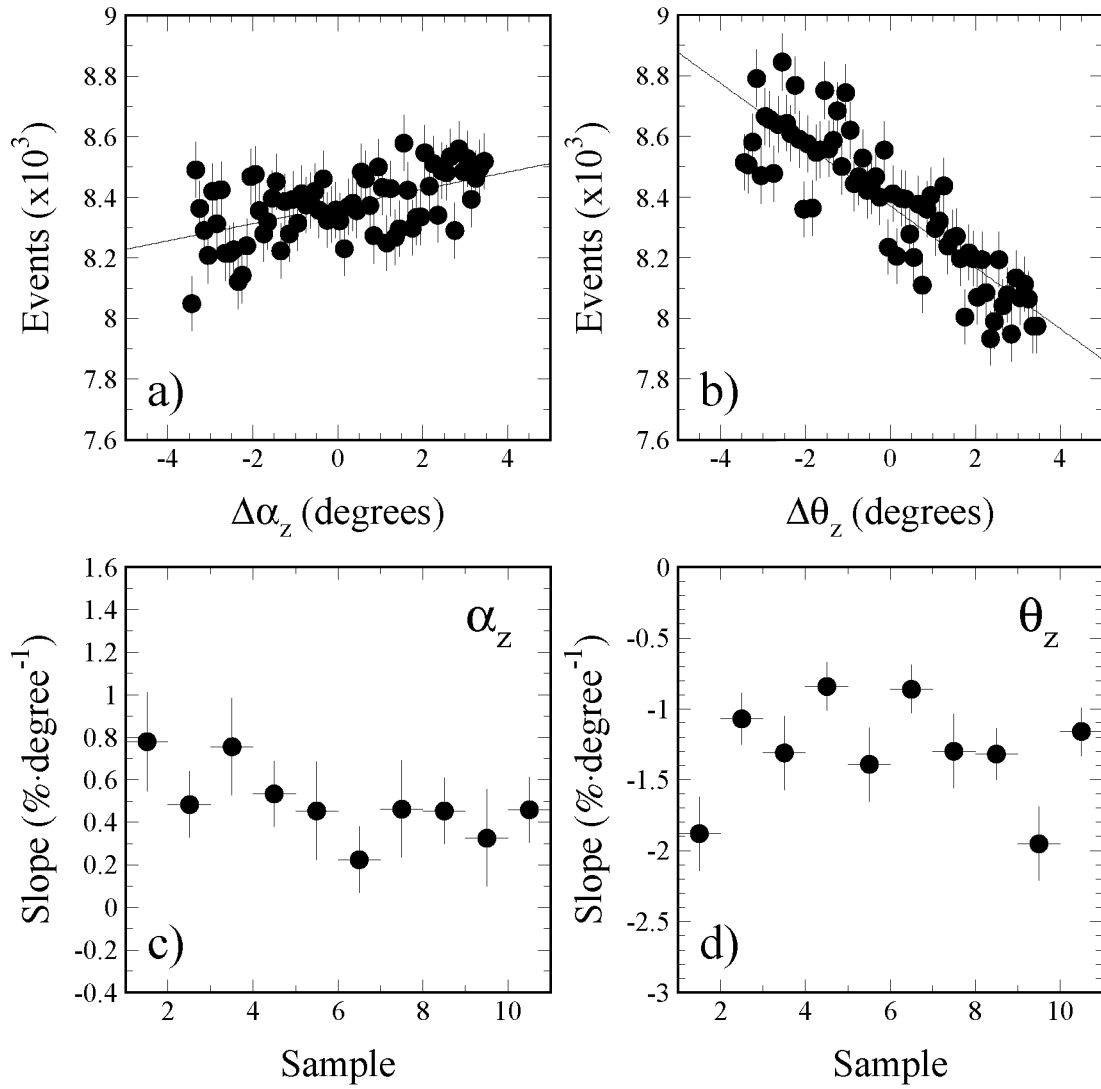 Events (x10³)
9
8.8
8.6
8.4
8.2
8
7.8
7.6
a)
-4 -2 0 2 4
Δα_z (degrees)
Events (x10³)
9
8.8
8.6
8.4
8.2
8
7.8
7.6
b)
-4 -2 0 2 4
Δθ_z (degrees)
Slope (%·degree⁻¹)
1.6
1.4
1.2
1
0.8
0.6
0.4
0.2
0
-0.2
-0.4
α_z
c)
2 4 6 8 10
Sample
Slope (%·degree⁻¹)
0
-0.5
-1
-1.5
-2
-2.5
-3
θ_z
d)
2 4 6 8 10
Sample